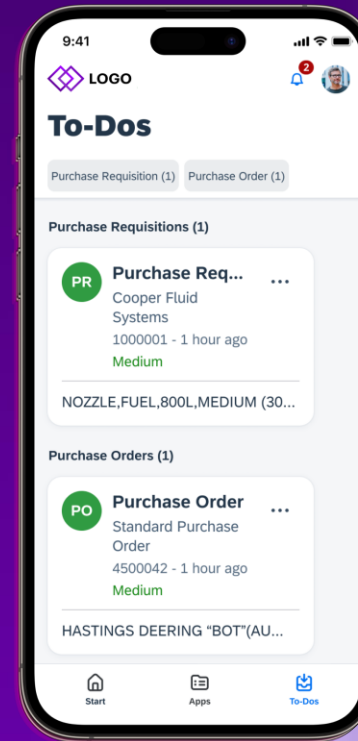 9:41
LOGO
2
To-Dos
Purchase Requisition (1) Purchase Order (1)
Purchase Requisitions (1)
PR
Purchase Req...
Cooper Fluid
Systems
1000001 - 1 hour ago
Medium
NOZZLE,FUEL,800L,MEDIUM (30...
Purchase Orders (1)
PO
Purchase Order
Standard Purchase
Order
4500042 - 1 hour ago
Medium
HASTINGS DEERING “BOT”(AU...
Start Apps To-Dos